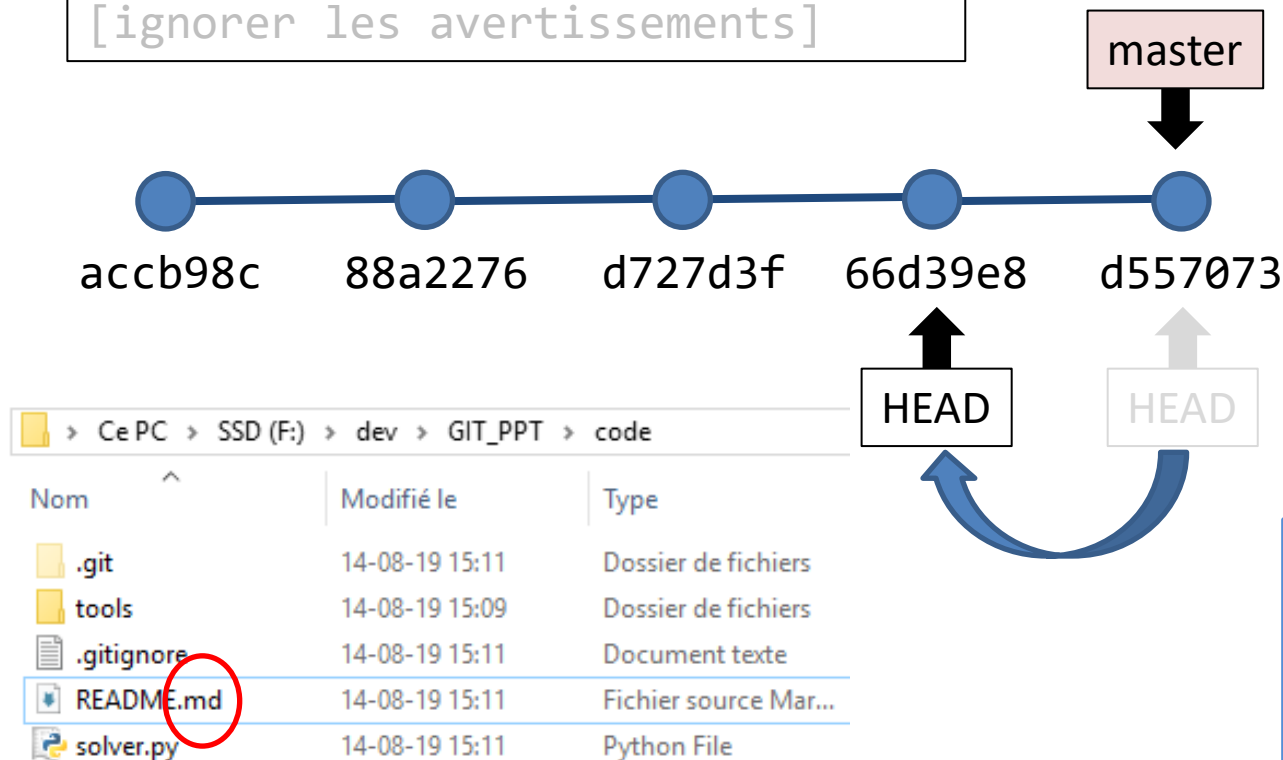 [ignorer les avertissements]
master
accb98c 88a2276 d727d3f 66d39e8 d557073
HEAD HEAD
> Ce PC > SSD (F:) > dev > GIT_PPT > code
Nom Modifié le Type
.git 14-08-19 15:11 Dossier de fichiers
tools 14-08-19 15:09 Dossier de fichiers
.gitignore 14-08-19 15:11 Document texte
README.md 14-08-19 15:11 Fichier source Mar...
solver.py 14-08-19 15:11 Python File